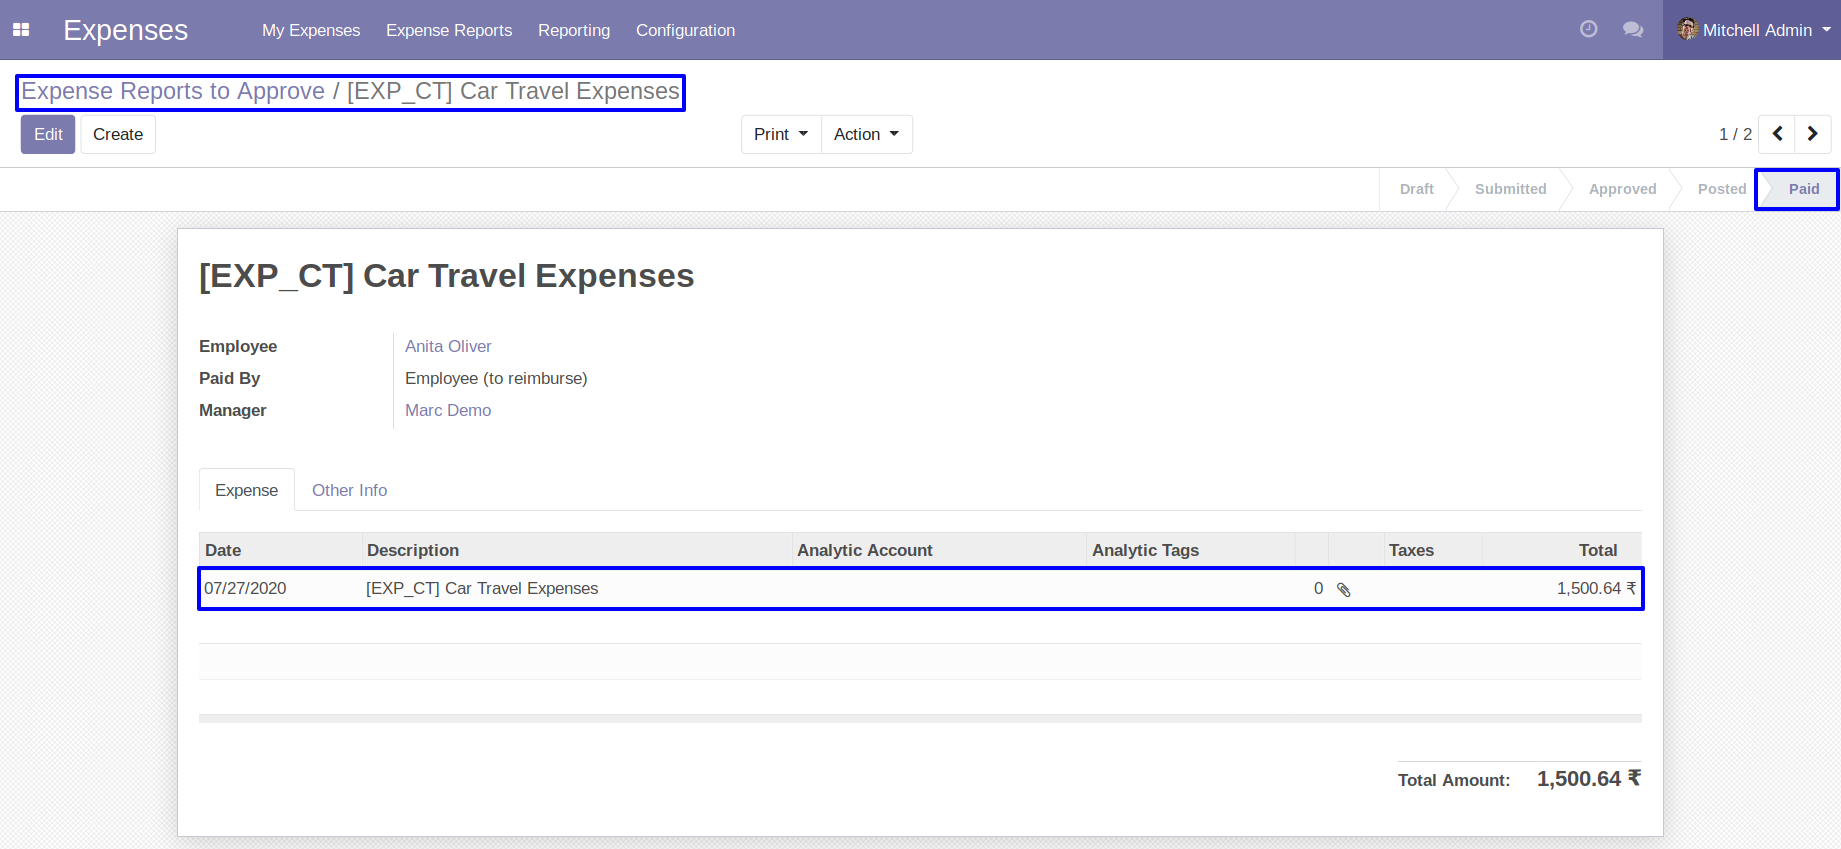 Expenses My Expenses Expense Reports Reporting Configuration Mitchell Admin
Expense Reports to Approve / [EXP_CT] Car Travel Expenses
Edit Create Print Action 1 / 2
Draft Submitted Approved Posted Paid
[EXP_CT] Car Travel Expenses
Employee Anita Oliver
Paid By Employee (to reimburse)
Manager Marc Demo
Expense Other Info
Date Description Analytic Account Analytic Tags Taxes Total
07/27/2020 [EXP_CT] Car Travel Expenses 0 1,500.64 ₹
Total Amount: 1,500.64 ₹